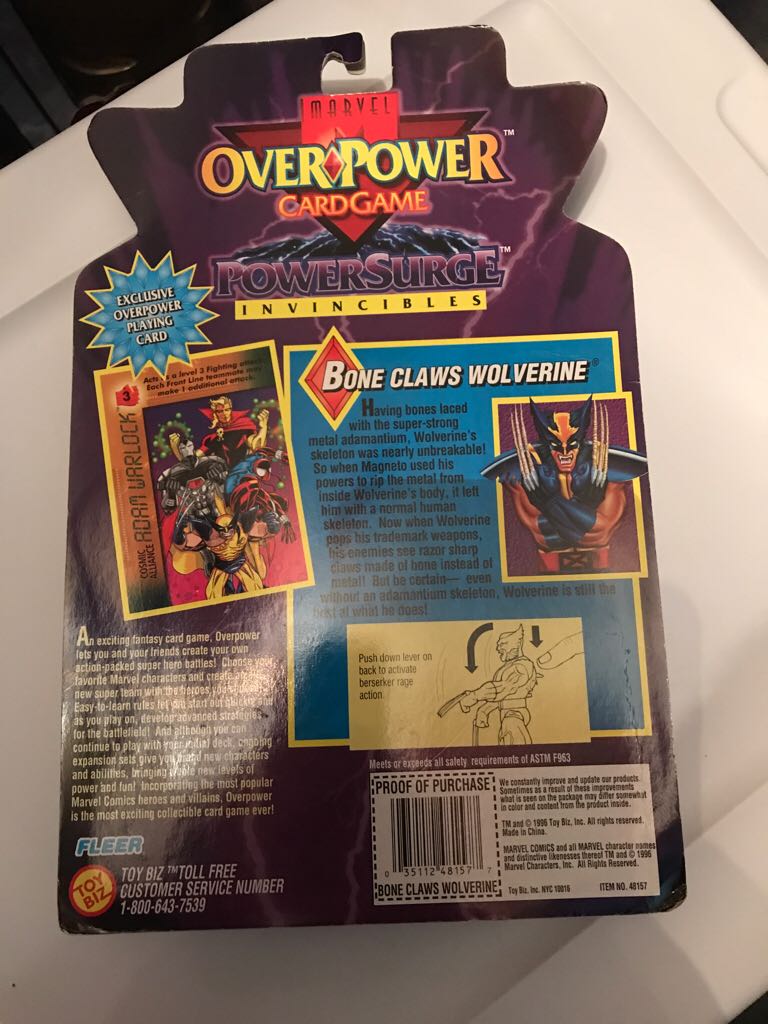 MARVEL
OVERPOWER™
CARD GAME
POWERSURGE™
INVINCIBLES
EXCLUSIVE
OVERPOWER
PLAYING
CARD
Acts as a level 3 Fighting attack.
Each Front Line teammate may
make 1 additional attack.
3
COSMIC
ALLIANCE
ADAM WARLOCK
BONE CLAWS WOLVERINE®
Having bones laced
with the super-strong
metal adamantium, Wolverine's
skeleton was nearly unbreakable!
So when Magneto used his
powers to rip the metal from
inside Wolverine's body, it left
him with a normal human
skeleton. Now when Wolverine
pops his trademark weapons,
his enemies see razor sharp
claws made of bone instead of
metal! But be certain— even
without an adamantium skeleton, Wolverine is still the
best at what he does!
Push down lever on
back to activate
berserker rage
action.
An exciting fantasy card game, Overpower
lets you and your friends create your own
action-packed super hero battles! Choose your
favorite Marvel characters and create a
new super team with the heroes you
Easy-to-learn rules let you start out quickly and
as you play on, develop advanced strategies
for the battlefield! And although you can
continue to play with your initial deck, ongoing
expansion sets give you brand new characters
and abilities, bringing whole new levels of
power and fun! Incorporating the most popular
Marvel Comics heroes and villains, Overpower
is the most exciting collectible card game ever!
Meets or exceeds all safety requirements of ASTM F963
PROOF OF PURCHASE
0 35112 48157 7
BONE CLAWS WOLVERINE
We constantly improve and update our products.
Sometimes as a result of these improvements
what is seen on the package may differ somewhat
in color and content from the product inside.
TM and © 1996 Toy Biz, Inc. All rights reserved.
Made in China.
MARVEL COMICS and all MARVEL character names
and distinctive likenesses thereof TM and © 1996
Marvel Characters, Inc. All Rights Reserved.
Toy Biz, Inc. NYC 10016 ITEM NO. 48157
FLEER
TOY
BIZ
TOY BIZ ™TOLL FREE
CUSTOMER SERVICE NUMBER
1-800-643-7539